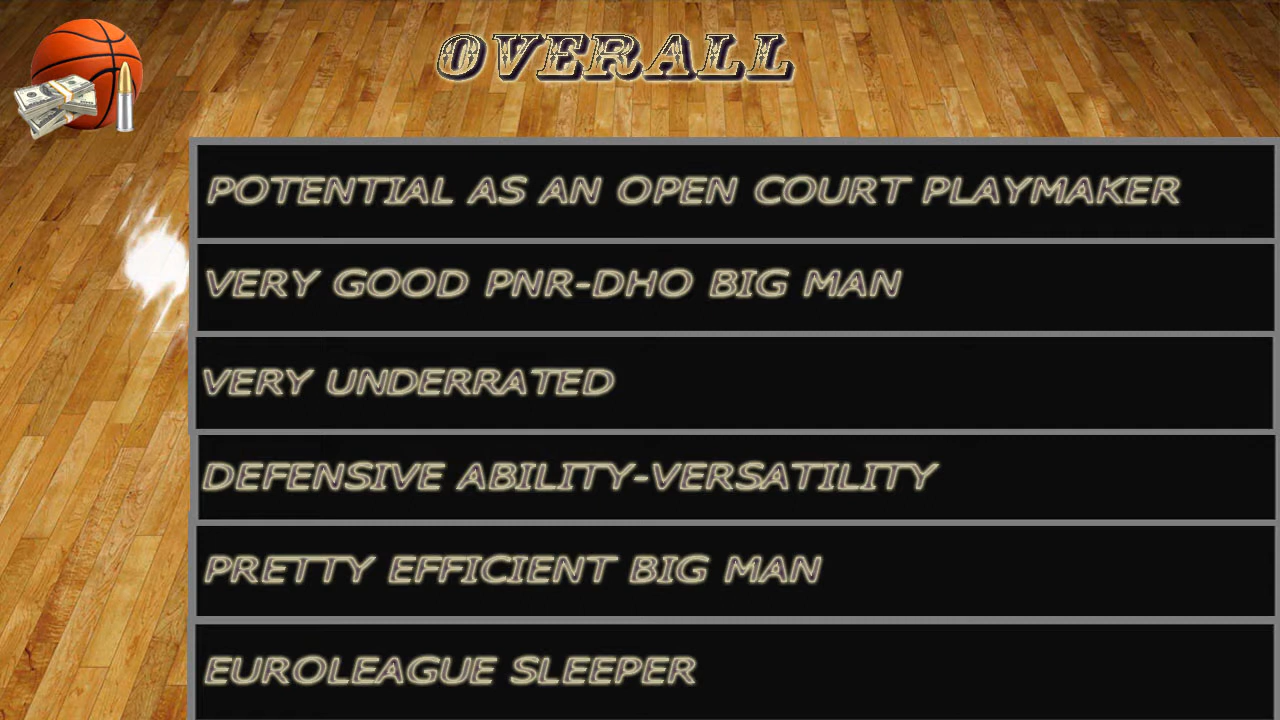 OVERALL
POTENTIAL AS AN OPEN COURT PLAYMAKER
VERY GOOD PNR-DHO BIG MAN
VERY UNDERRATED
DEFENSIVE ABILITY-VERSATILITY
PRETTY EFFICIENT BIG MAN
EUROLEAGUE SLEEPER